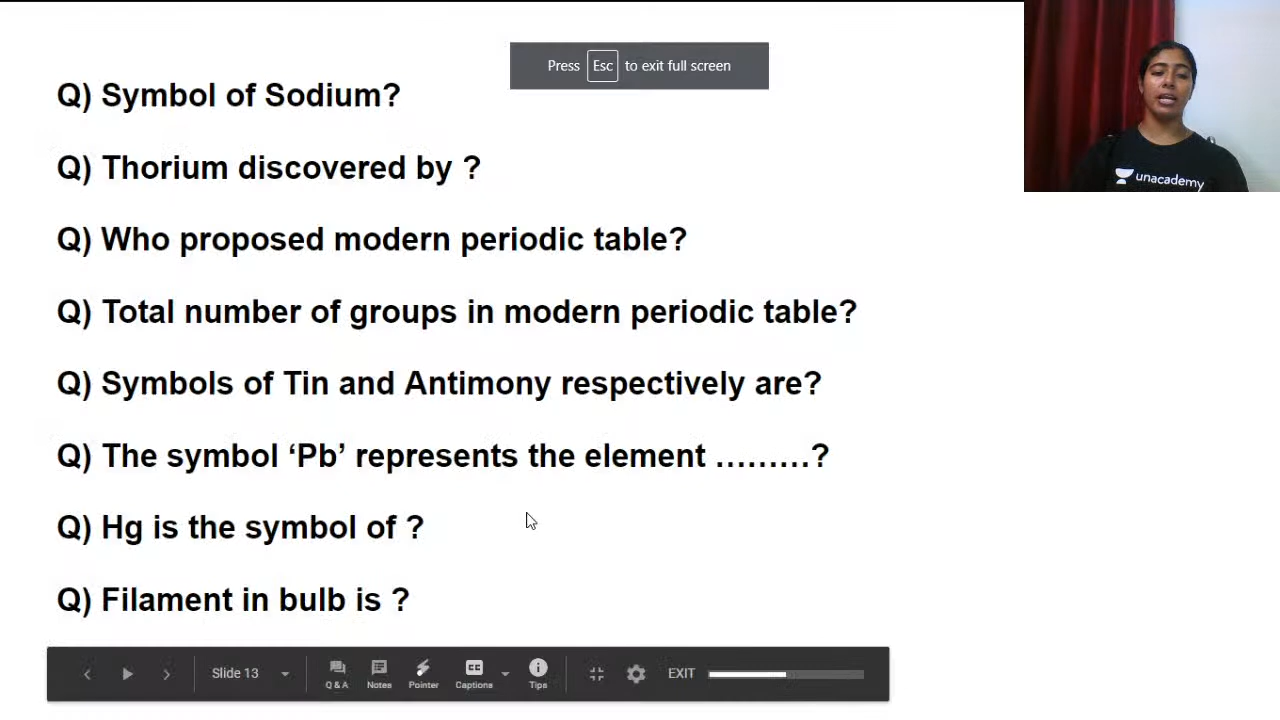 Press Esc to exit full screen
Q) Symbol of Sodium?
unacademy
Q) Thorium discovered by ?
Q) Who proposed modern periodic table?
Q) Total number of groups in modern periodic table?
Q) Symbols of Tin and Antimony respectively are?
Q) The symbol ‘Pb’ represents the element ………?
Q) Hg is the symbol of ?
Q) Filament in bulb is ?
Slide 13 Q & A Notes Pointer CC Captions Tips EXIT